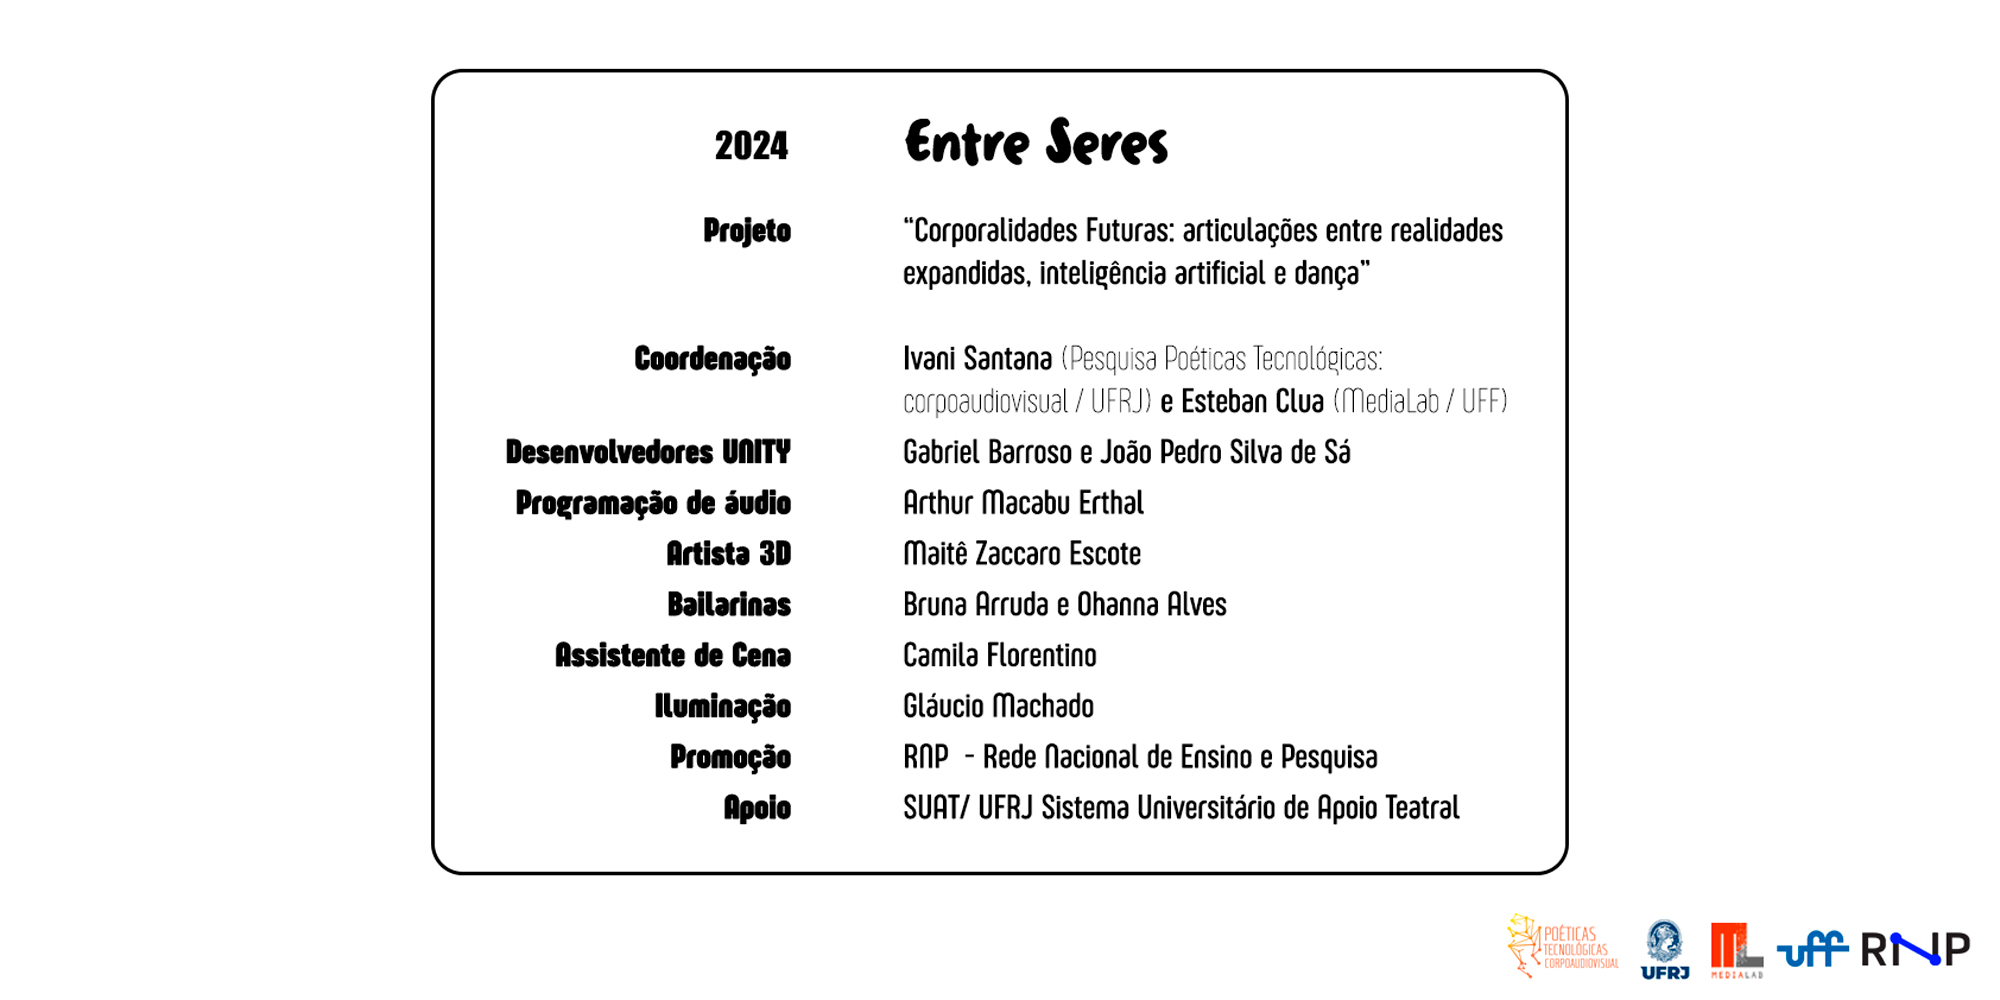 2024 Entre Seres
Projeto "Corporalidades Futuras: articulações entre realidades
expandidas, inteligência artificial e dança"
Coordenação Ivani Santana (Pesquisa Poéticas Tecnológicas:
corpoaudiovisual / UFRJ) e Esteban Clua (MediaLab / UFF)
Desenvolvedores UNITY Gabriel Barroso e João Pedro Silva de Sá
Programação de áudio Arthur Macabu Erthal
Artista 3D Maitê Zaccaro Escote
Bailarinas Bruna Arruda e Ohanna Alves
Assistente de Cena Camila Florentino
Iluminação Gláucio Machado
Promoção RNP - Rede Nacional de Ensino e Pesquisa
Apoio SUAT/ UFRJ Sistema Universitário de Apoio Teatral
POÉTICAS
TECNOLÓGICAS
CORPOAUDIOVISUAL
UFRJ
ML
MEDIALAB
uff
RNP